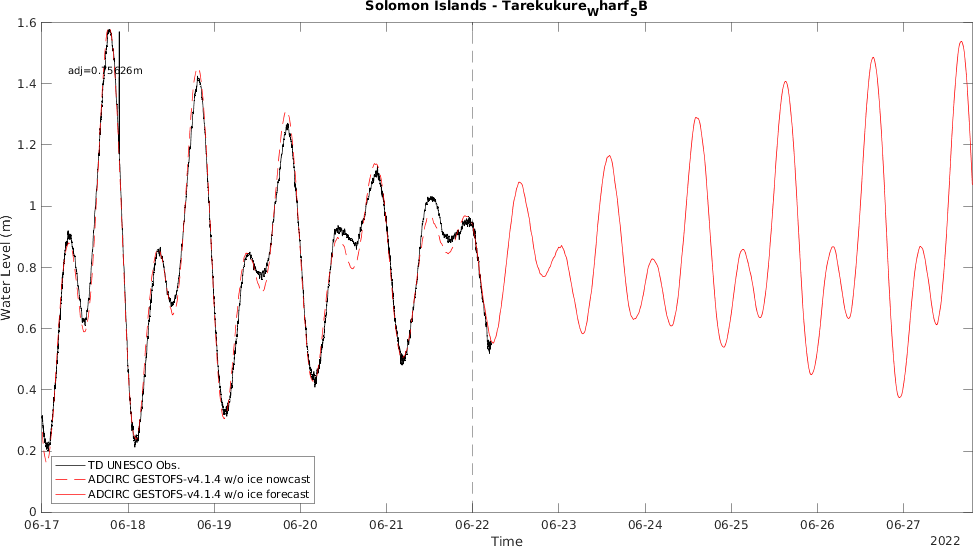 Solomon Islands - TarekukureWharfSB
1.6
1.4
1.2
1
0.8
0.6
0.4
0.2
0
Water Level (m)
adj=0.75626m
TD UNESCO Obs.
ADCIRC GESTOFS-v4.1.4 w/o ice nowcast
ADCIRC GESTOFS-v4.1.4 w/o ice forecast
06-17 06-18 06-19 06-20 06-21 06-22 06-23 06-24 06-25 06-26 06-27
Time
2022